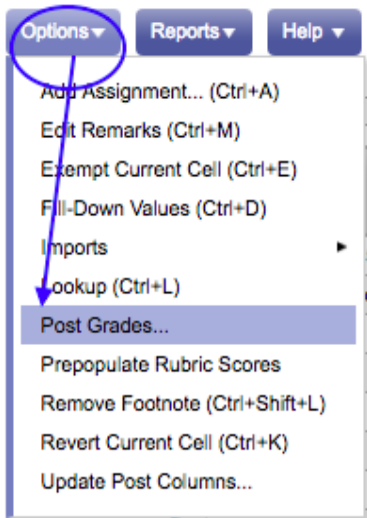 Options Reports Help
Add Assignment... (Ctrl+A)
Edit Remarks (Ctrl+M)
Exempt Current Cell (Ctrl+E)
Fill-Down Values (Ctrl+D)
Imports
Lookup (Ctrl+L)
Post Grades...
Prepopulate Rubric Scores
Remove Footnote (Ctrl+Shift+L)
Revert Current Cell (Ctrl+K)
Update Post Columns...